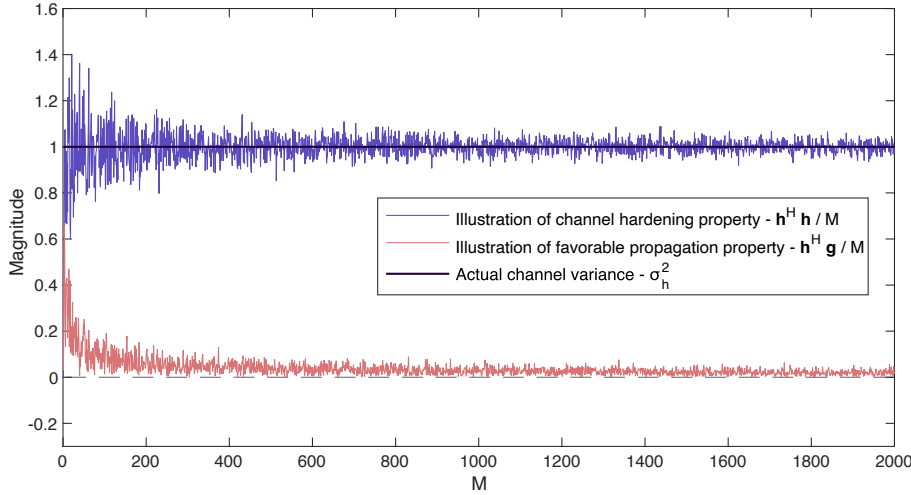 1.6
1.4
1.2
1
0.8
0.6
0.4
0.2
0
-0.2
Magnitude
Illustration of channel hardening property - h^H h / M
Illustration of favorable propagation property - h^H g / M
Actual channel variance - σ_h^2
0 200 400 600 800 1000 1200 1400 1600 1800 2000
M